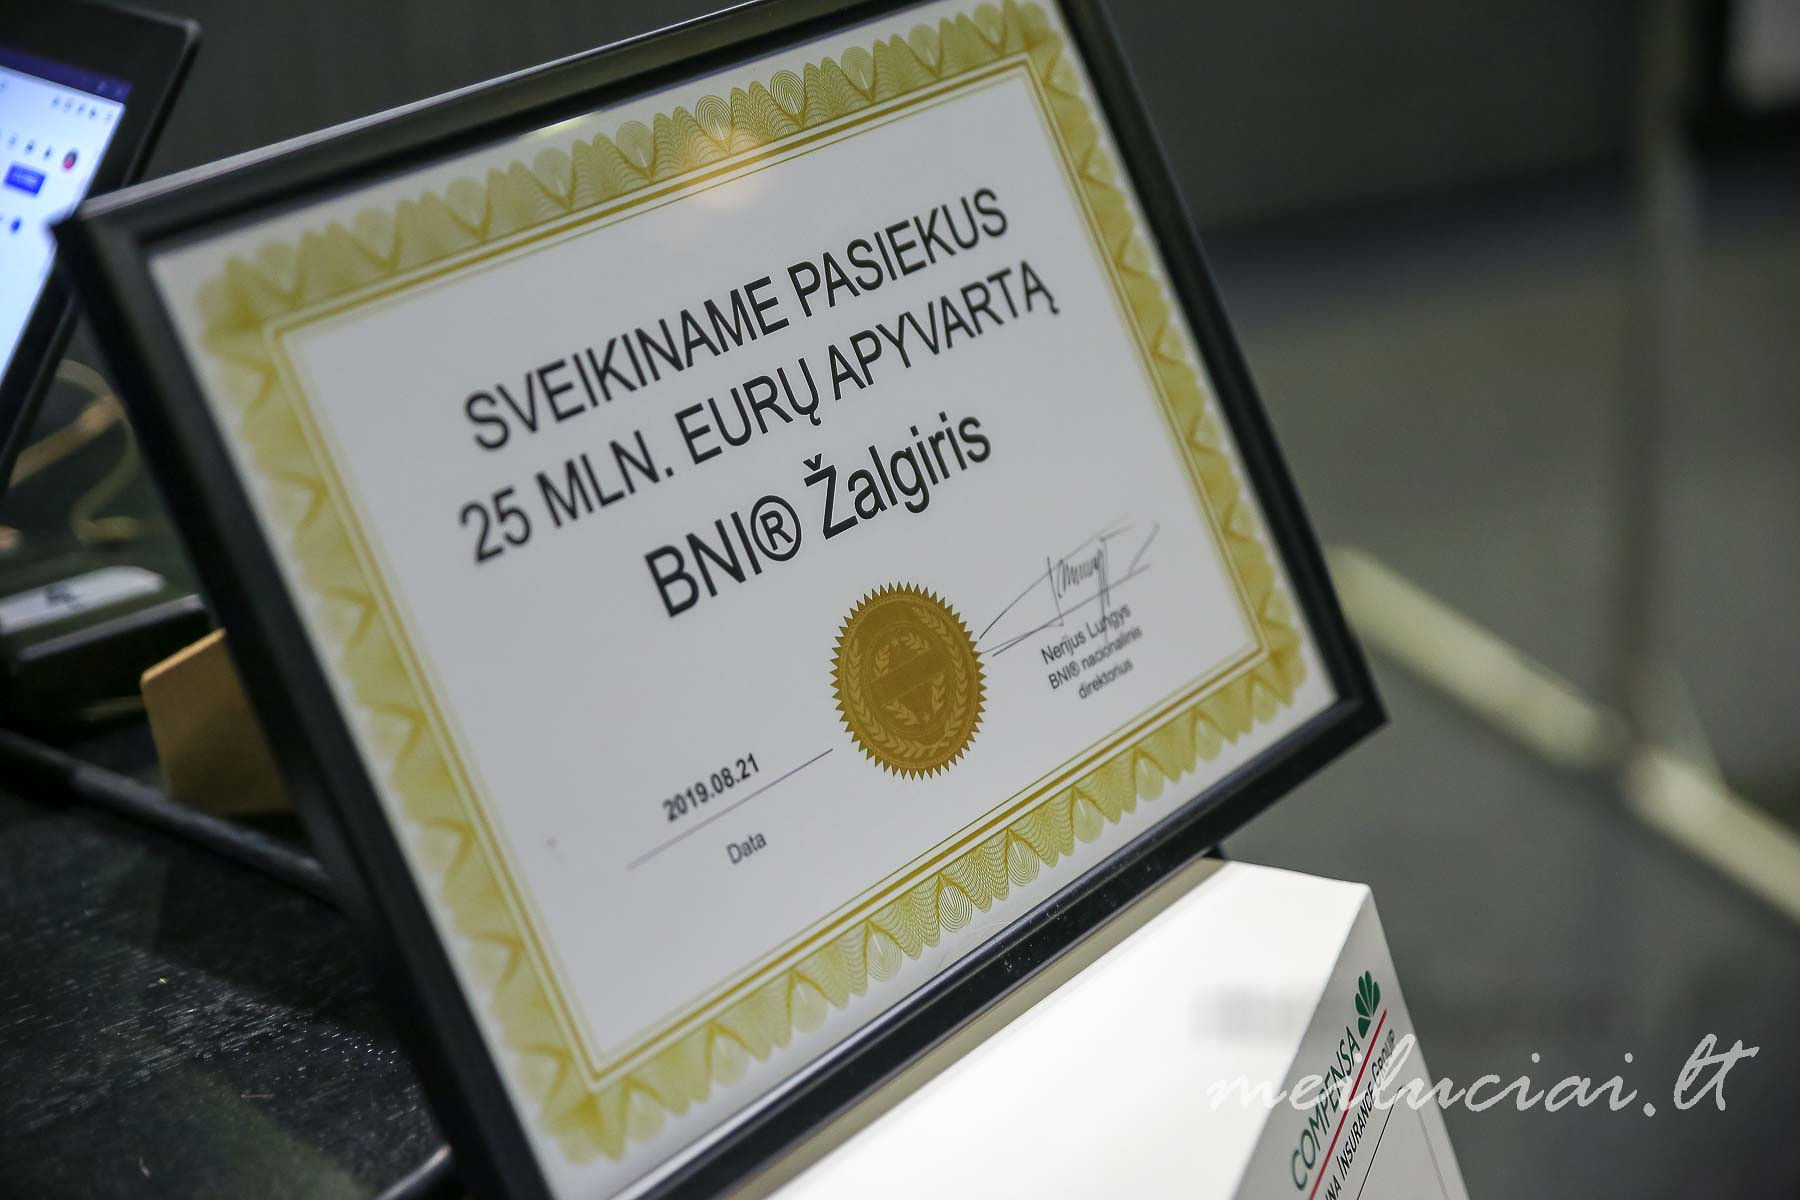 SVEIKINAME PASIEKUS
25 MLN. EURŲ APYVARTĄ
BNI® Žalgiris
Nerijus Lungys
BNI® nacionalinis
direktorius
2019.08.21
Data
COMPENSA
INSURANCE GROUP
meiluciai.lt